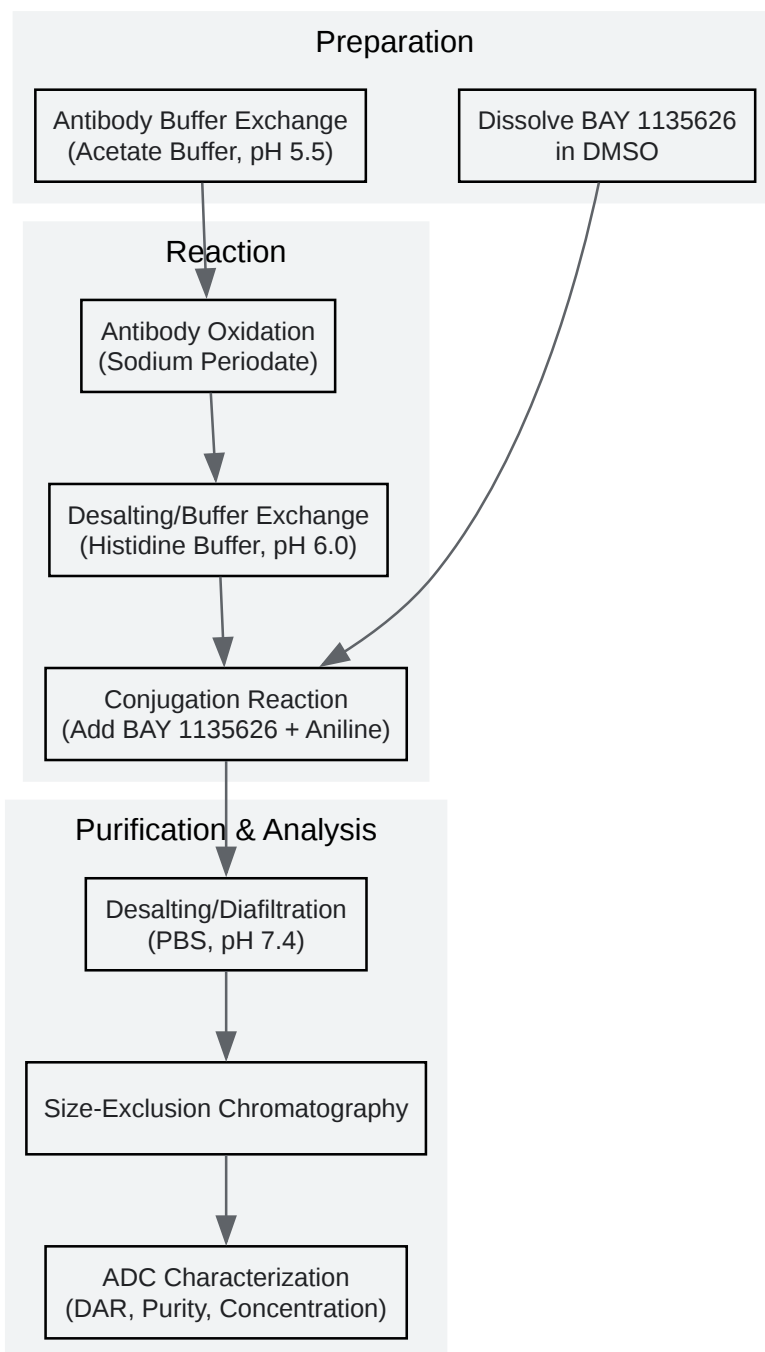 Preparation
Antibody Buffer Exchange
(Acetate Buffer, pH 5.5)
Dissolve BAY 1135626
in DMSO
Reaction
Antibody Oxidation
(Sodium Periodate)
Desalting/Buffer Exchange
(Histidine Buffer, pH 6.0)
Conjugation Reaction
(Add BAY 1135626 + Aniline)
Purification & Analysis
Desalting/Diafiltration
(PBS, pH 7.4)
Size-Exclusion Chromatography
ADC Characterization
(DAR, Purity, Concentration)